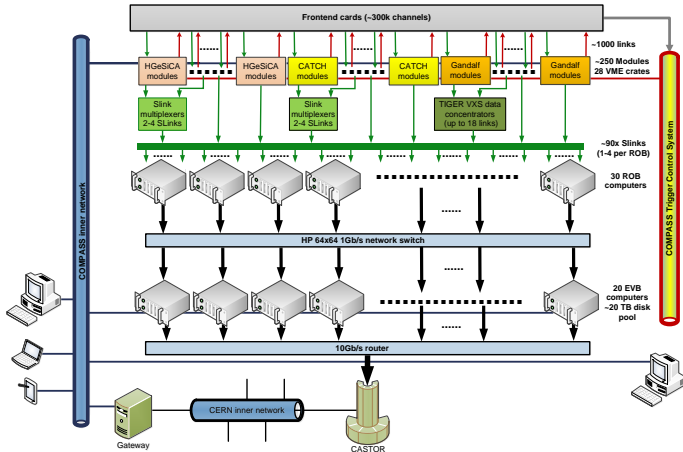 Frontend cards (~300k channels)
~1000 links
HGeSiCA
modules
HGeSiCA
modules
CATCH
modules
CATCH
modules
Gandalf
modules
Gandalf
modules
~250 Modules
28 VME crates
Slink
multiplexers
2-4 SLinks
Slink
multiplexers
2-4 SLinks
TIGER VXS data
concentrators
(up to 18 links)
~90x Slinks
(1-4 per ROB)
30 ROB
computers
COMPASS inner network
COMPASS Trigger Control System
HP 64x64 1Gb/s network switch
20 EVB
computers
~20 TB disk
pool
10Gb/s router
CERN inner network
Gateway
CASTOR